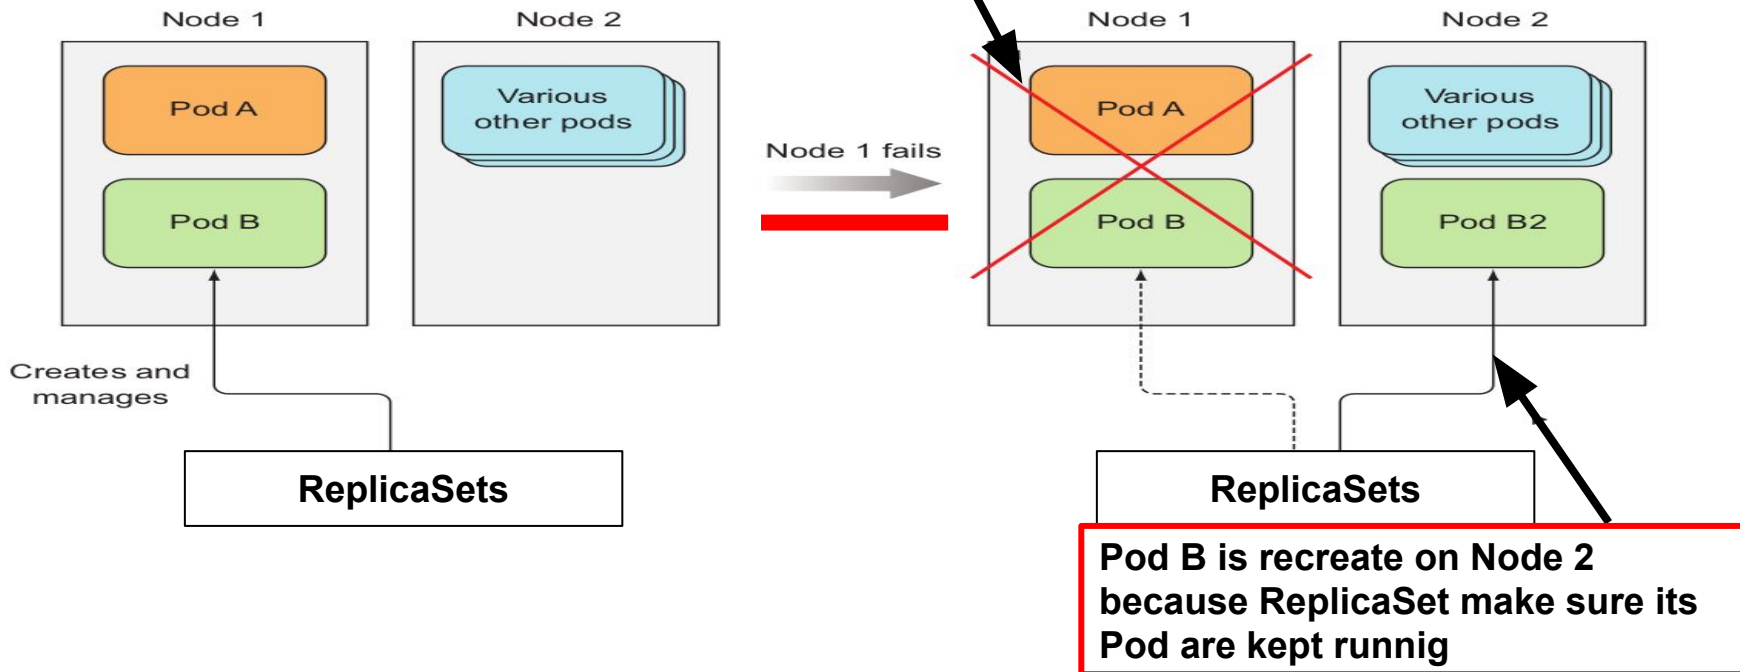 Node 1
Node 2
Pod A
Various
other pods
Pod B
Creates and
manages
ReplicaSets
Node 1 fails
Node 1
Node 2
Pod A
Various
other pods
Pod B
Pod B2
ReplicaSets
Pod B is recreate on Node 2
because ReplicaSet make sure its
Pod are kept runnig